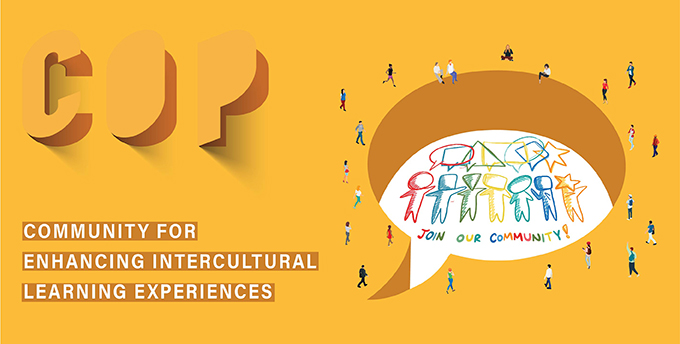 COP
COMMUNITY FOR
ENHANCING INTERCULTURAL
LEARNING EXPERIENCES
JOIN OUR COMMUNITY!